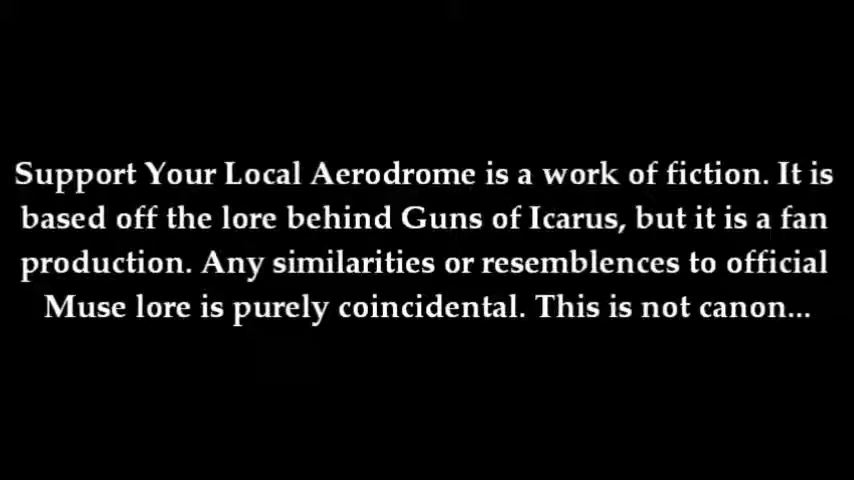 Support Your Local Aerodrome is a work of fiction. It is
based off the lore behind Guns of Icarus, but it is a fan
production. Any similarities or resemblences to official
Muse lore is purely coincidental. This is not canon...